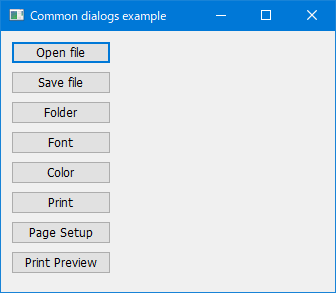 Common dialogs example
Open file
Save file
Folder
Font
Color
Print
Page Setup
Print Preview